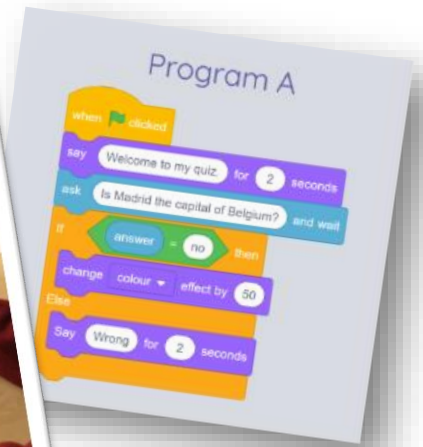 Program A
when clicked
say Welcome to my quiz. for 2 seconds
ask Is Madrid the capital of Belgium? and wait
If answer = no then
change colour effect by 50
Else
Say Wrong for 2 seconds